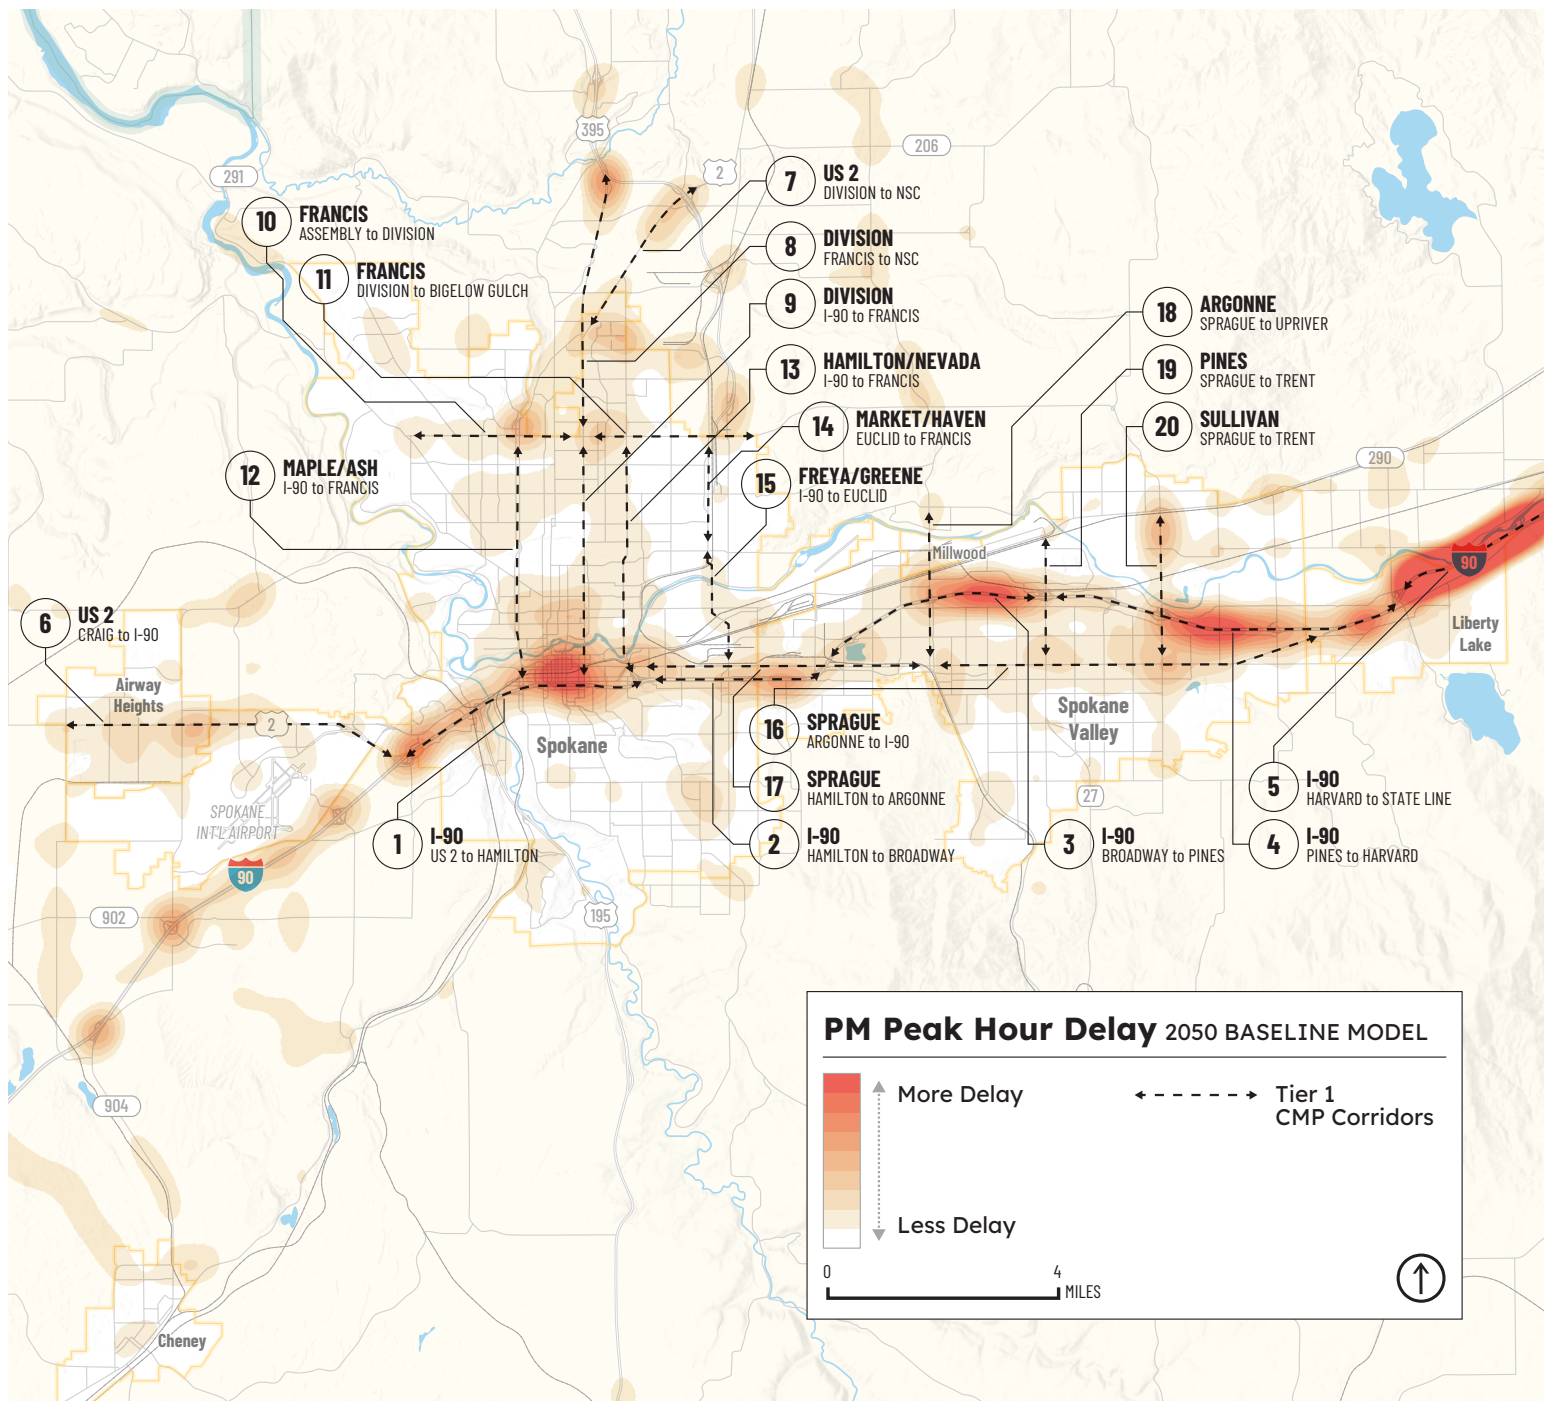 395
206
2
291
7
US 2
DIVISION to NSC
10
FRANCIS
ASSEMBLY to DIVISION
8
DIVISION
FRANCIS to NSC
11
FRANCIS
DIVISION to BIGELOW GULCH
9
DIVISION
I-90 to FRANCIS
18
ARGONNE
SPRAGUE to UPRIVER
13
HAMILTON/NEVADA
I-90 to FRANCIS
19
PINES
SPRAGUE to TRENT
14
MARKET/HAVEN
EUCLID to FRANCIS
20
SULLIVAN
SPRAGUE to TRENT
290
12
MAPLE/ASH
I-90 to FRANCIS
15
FREYA/GREENE
I-90 to EUCLID
Millwood
90
6
US 2
CRAIG to I-90
Liberty
Lake
Airway
Heights
2
Spokane
Spokane
Valley
16
SPRAGUE
ARGONNE to I-90
17
SPRAGUE
HAMILTON to ARGONNE
5
I-90
HARVARD to STATE LINE
27
SPOKANE
INT'L AIRPORT
1
I-90
US 2 to HAMILTON
2
I-90
HAMILTON to BROADWAY
3
I-90
BROADWAY to PINES
4
I-90
PINES to HARVARD
90
902
195
904
Cheney
PM Peak Hour Delay 2050 BASELINE MODEL
More Delay
Tier 1
CMP Corridors
Less Delay
0 4
MILES